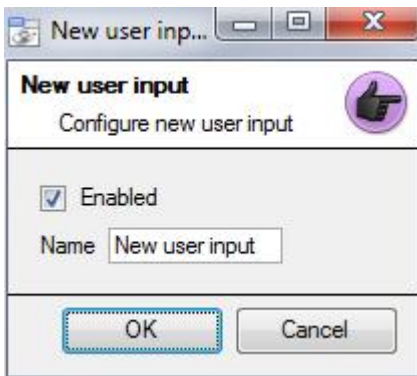 New user inp...
New user input
Configure new user input
Enabled
Name New user input
OK Cancel